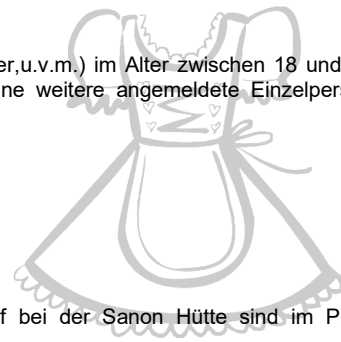 er,u.v.m.) im Alter zwischen 18 und
ne weitere angemeldete Einzelpers
f bei der Sanon Hütte sind im P